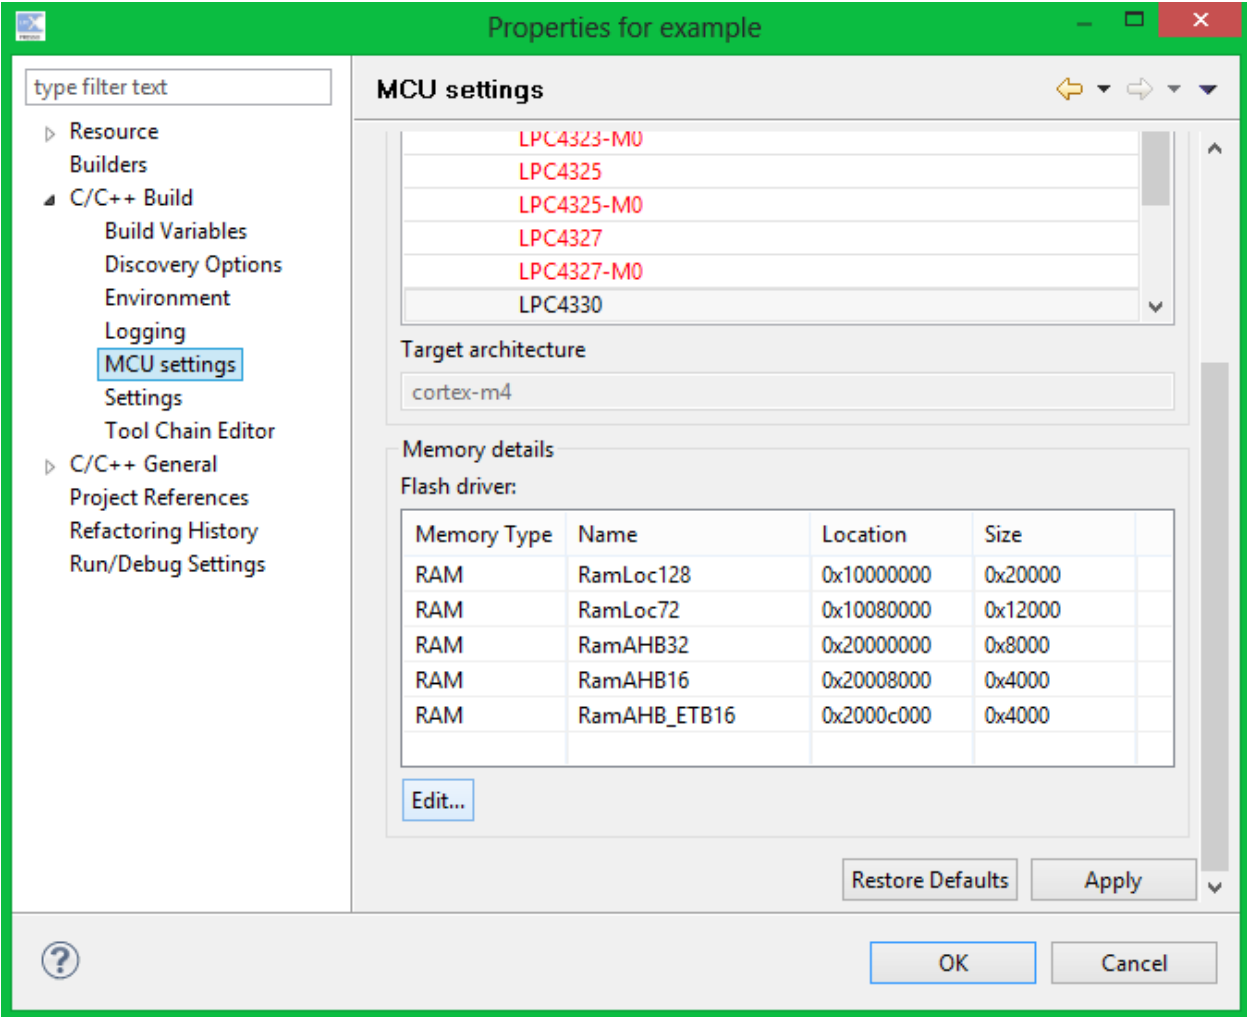 Properties for example
type filter text
MCU settings
Resource
Builders
C/C++ Build
Build Variables
Discovery Options
Environment
Logging
MCU settings
Settings
Tool Chain Editor
C/C++ General
Project References
Refactoring History
Run/Debug Settings
LPC4323-M0
LPC4325
LPC4325-M0
LPC4327
LPC4327-M0
LPC4330
Target architecture
cortex-m4
Memory details
Flash driver:
Memory Type Name Location Size
RAM RamLoc128 0x10000000 0x20000
RAM RamLoc72 0x10080000 0x12000
RAM RamAHB32 0x20000000 0x8000
RAM RamAHB16 0x20008000 0x4000
RAM RamAHB_ETB16 0x2000c000 0x4000
Edit...
Restore Defaults Apply
? OK Cancel